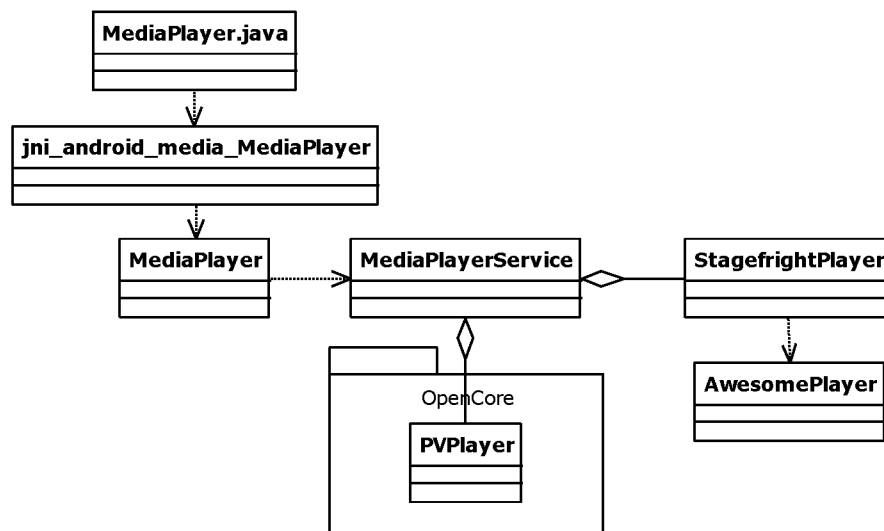 MediaPlayer.java
jni_android_media_MediaPlayer
MediaPlayer
MediaPlayerService
StagefrightPlayer
AwesomePlayer
OpenCore
PVPlayer